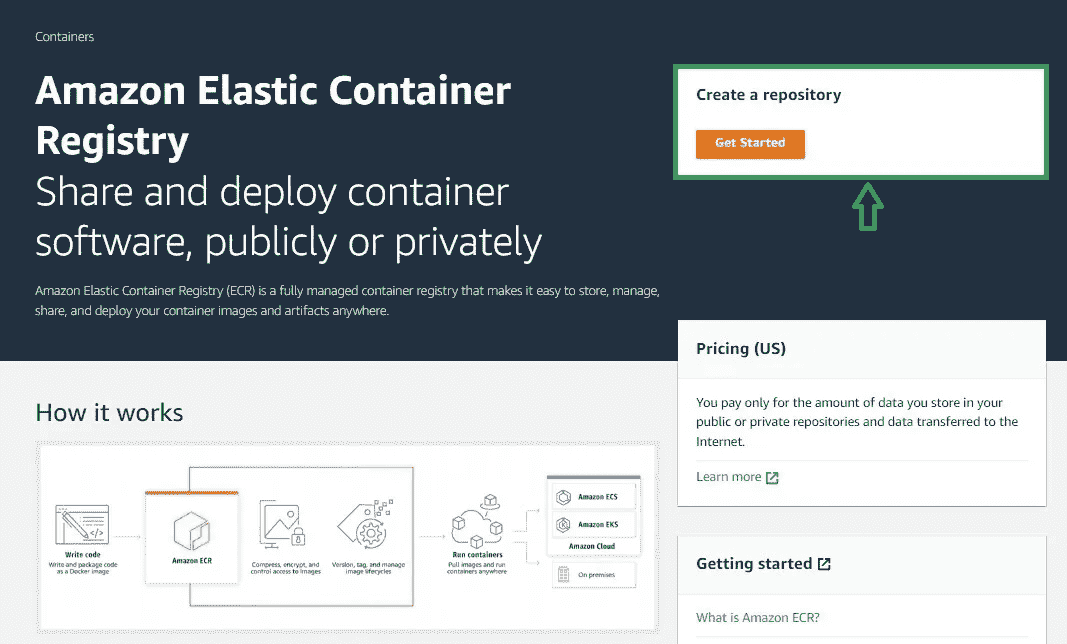 Containers
Amazon Elastic Container
Registry
Share and deploy container
software, publicly or privately
Amazon Elastic Container Registry (ECR) is a fully managed container registry that makes it easy to store, manage,
share, and deploy your container images and artifacts anywhere.
Create a repository
Get Started
Pricing (US)
You pay only for the amount of data you store in your
public or private repositories and data transferred to the
Internet.
Learn more
How it works
Write code
Write and package code
as a Docker image
Amazon ECR
Compress, encrypt, and
control access to images
Version, tag, and manage
image lifecycles
Run containers
Pull images and run
containers anywhere
Amazon ECS
Amazon EKS
Amazon Cloud
On premises
Getting started
What is Amazon ECR?